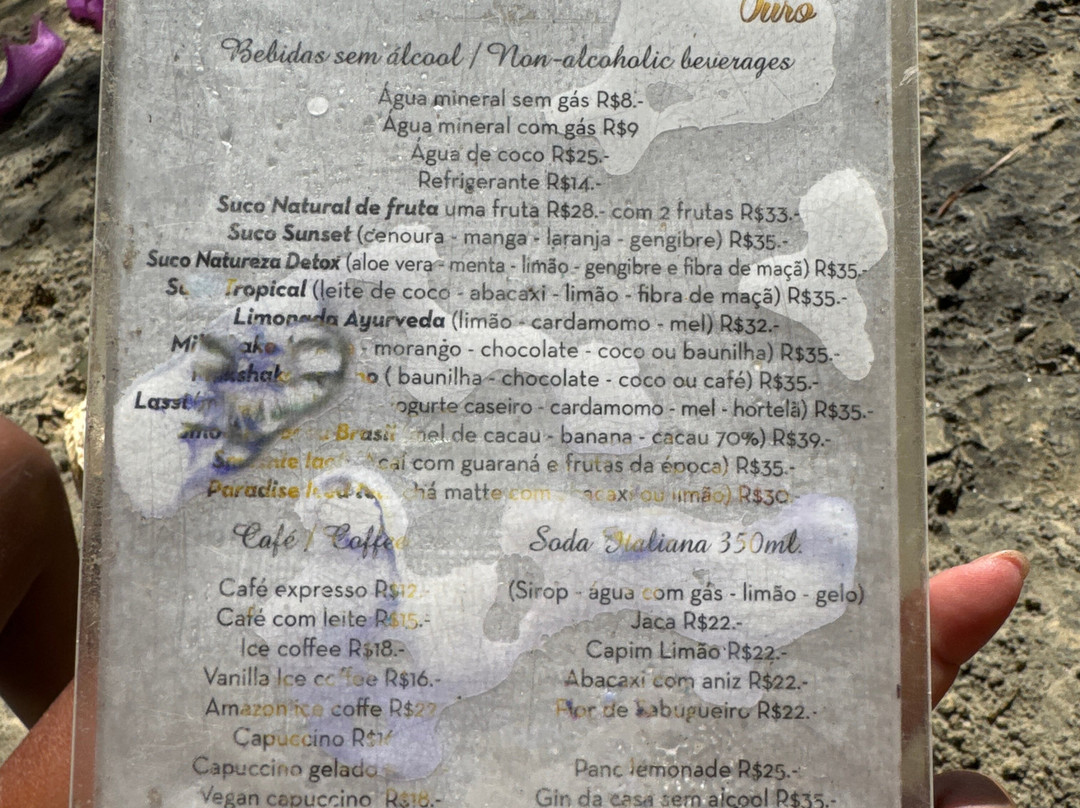 Ouro
Bebidas sem álcool / Non-alcoholic beverages
Água mineral sem gás R$8.-
Água mineral com gás R$9
Água de coco R$25.-
Refrigerante R$14.-
Suco Natural de fruta uma fruta R$28.- com 2 frutas R$33.-
Suco Sunset (cenoura - manga - laranja - gengibre) R$35.-
Suco Natureza Detox (aloe vera - menta - limão - gengibre e fibra de maçã) R$35.-
Tropical (leite de coco - abacaxi - limão - fibra de maçã) R$35.-
Limonada Ayurveda (limão - cardamomo - mel) R$32.-
- morango - chocolate - coco ou baunilha) R$35.-
( baunilha - chocolate - coco ou café) R$35.-
caseiro - cardamomo - mel - hortelã) R$35.-
Brasil mel de cacau - banana - cacau 70%) R$39.-
com guaraná e frutas da época) R$35.-
Paradise matte com ou limão) R$30.-
Café / Coffee
Café expresso R$12.-
Café com leite R$15.-
Ice coffee R$18.-
Vanilla Ice coffee R$16.-
Amazon ice coffe
Capuccino
Capuccino gelado
Vegan capuccino R$18.-
Soda Italiana 350ml.
(Sirop - água com gás - limão - gelo)
Jaca R$22.-
Capim Limão R$22.-
Abacaxi com aniz R$22.-
Flor de Sabugueiro R$22.-
Panc lemonade R$25.-
Gin da casa sem alcool R$35.-